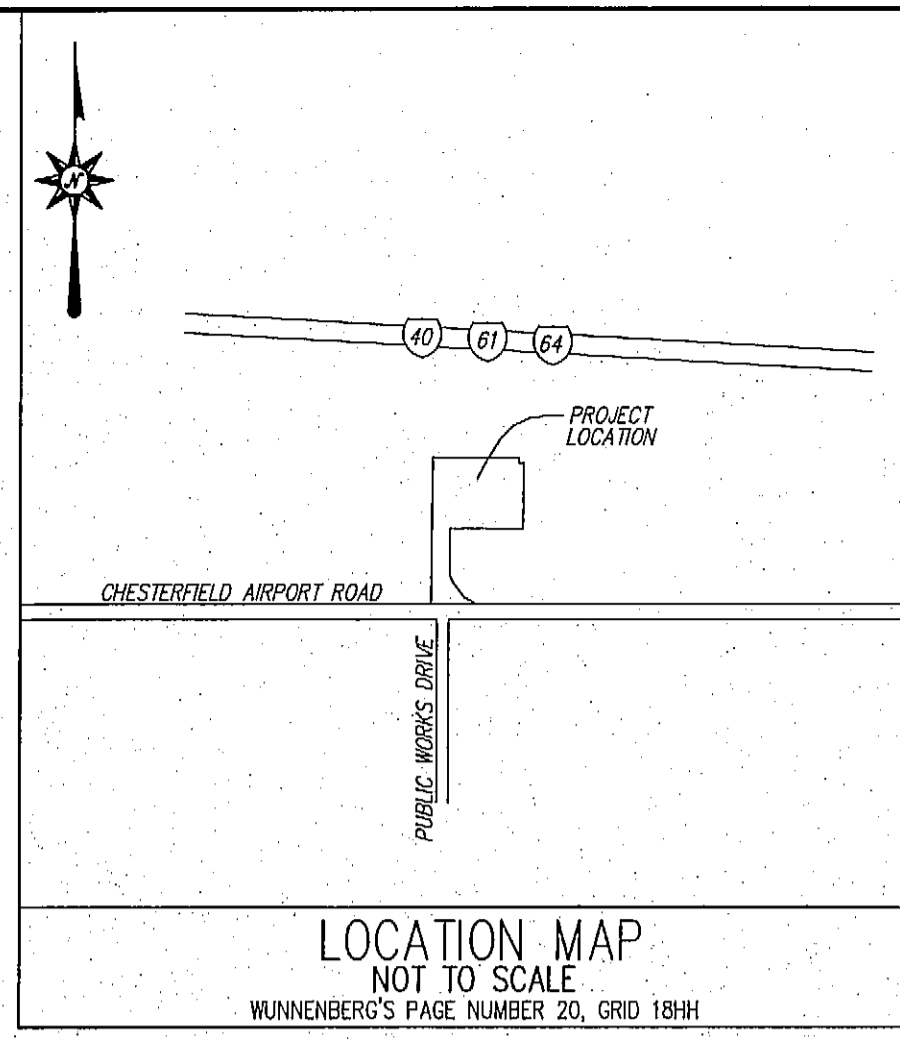 N
40 61 64
PROJECT
LOCATION
CHESTERFIELD AIRPORT ROAD
PUBLIC WORKS DRIVE
LOCATION MAP
NOT TO SCALE
WUNNENBERG'S PAGE NUMBER 20, GRID 18HH